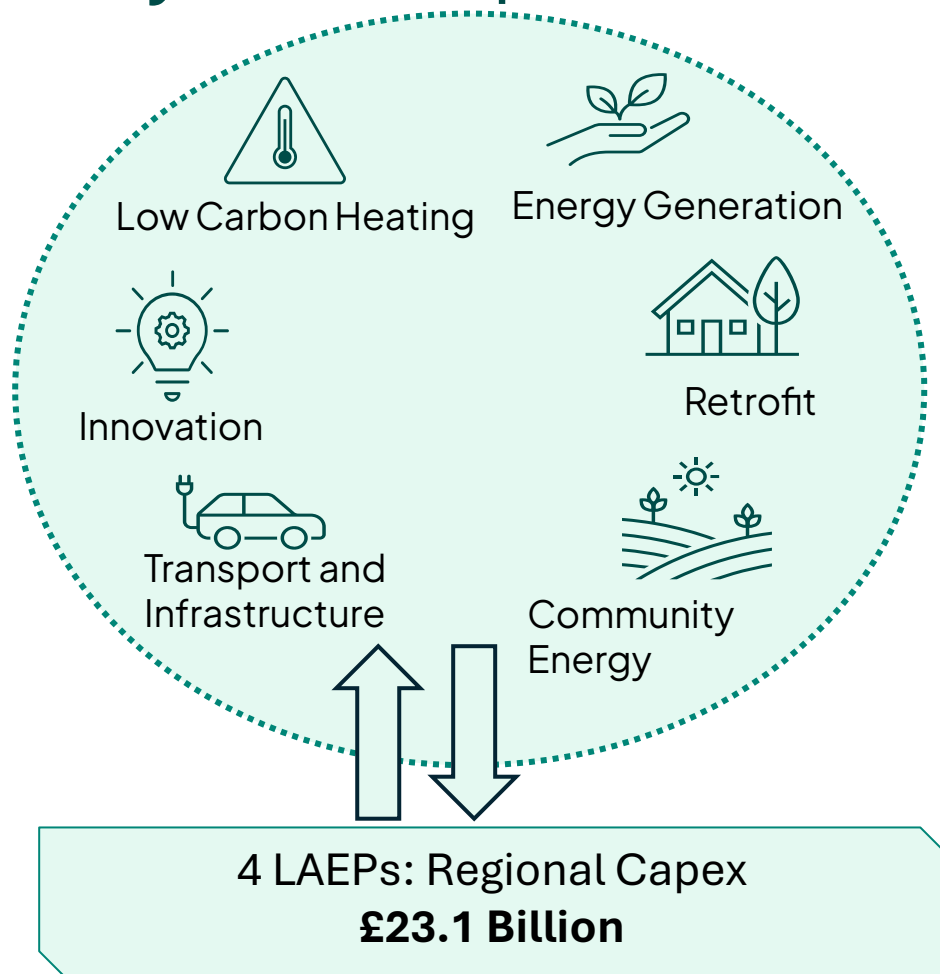 Low Carbon Heating
Energy Generation
Innovation
Retrofit
Transport and
Infrastructure
Community
Energy
4 LAEPs: Regional Capex
£23.1 Billion